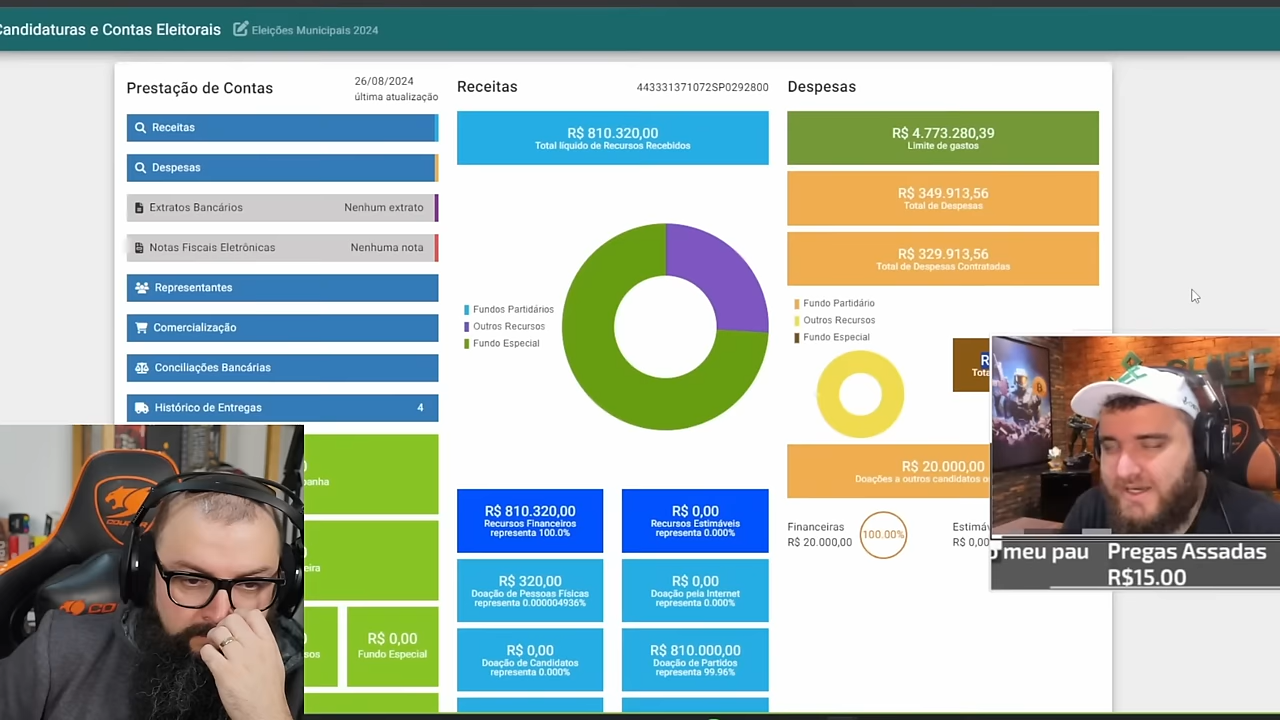 Candidaturas e Contas Eleitorais
Eleições Municipais 2024
Prestação de Contas
26/08/2024
última atualização
Receitas
Despesas
Extratos Bancários
Nenhum extrato
Notas Fiscais Eletrônicas
Nenhuma nota
Representantes
Comercialização
Conciliações Bancárias
Histórico de Entregas
4
R$ 0,00
Fundo Especial
Receitas
443331371072SP0292800
R$ 810.320,00
Total líquido de Recursos Recebidos
Fundos Partidários
Outros Recursos
Fundo Especial
R$ 810.320,00
Recursos Financeiros
representa 100.0%
R$ 0,00
Recursos Estimáveis
representa 0.000%
R$ 320,00
Doação de Pessoas Físicas
representa 0.000004936%
R$ 0,00
Doação pela Internet
representa 0.000%
R$ 0,00
Doação de Candidatos
representa 0.000%
R$ 810.000,00
Doação de Partidos
representa 99.96%
Despesas
R$ 4.773.280,39
Limite de gastos
R$ 349.913,56
Total de Despesas
R$ 329.913,56
Total de Despesas Contratadas
Fundo Partidário
Outros Recursos
Fundo Especial
R$ 20.000,00
Doações a outros candidatos
Financeiras
R$ 20.000,00
100.00%
R$ 0,00
meu pau Pregas Assadas
R$15.00